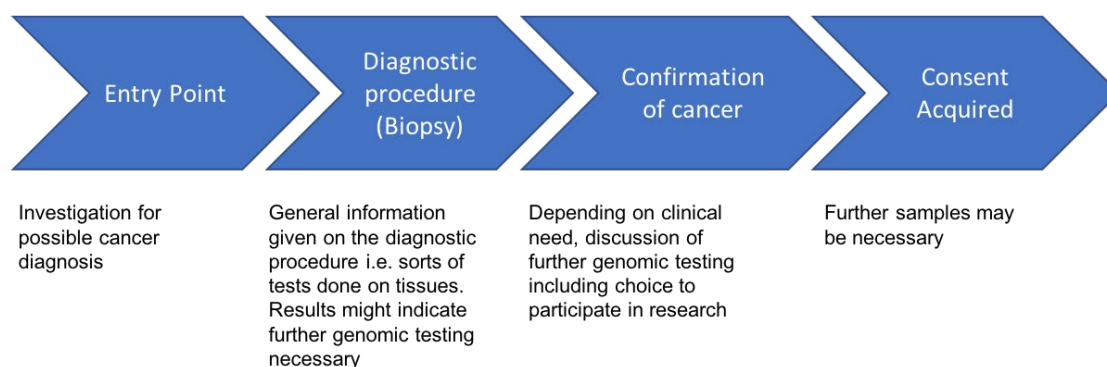 Entry Point
Diagnostic
procedure
(Biopsy)
Confirmation
of cancer
Consent
Acquired
Investigation for
possible cancer
diagnosis
General information
given on the diagnostic
procedure i.e. sorts of
tests done on tissues.
Results might indicate
further genomic testing
necessary
Depending on clinical
need, discussion of
further genomic testing
including choice to
participate in research
Further samples may
be necessary